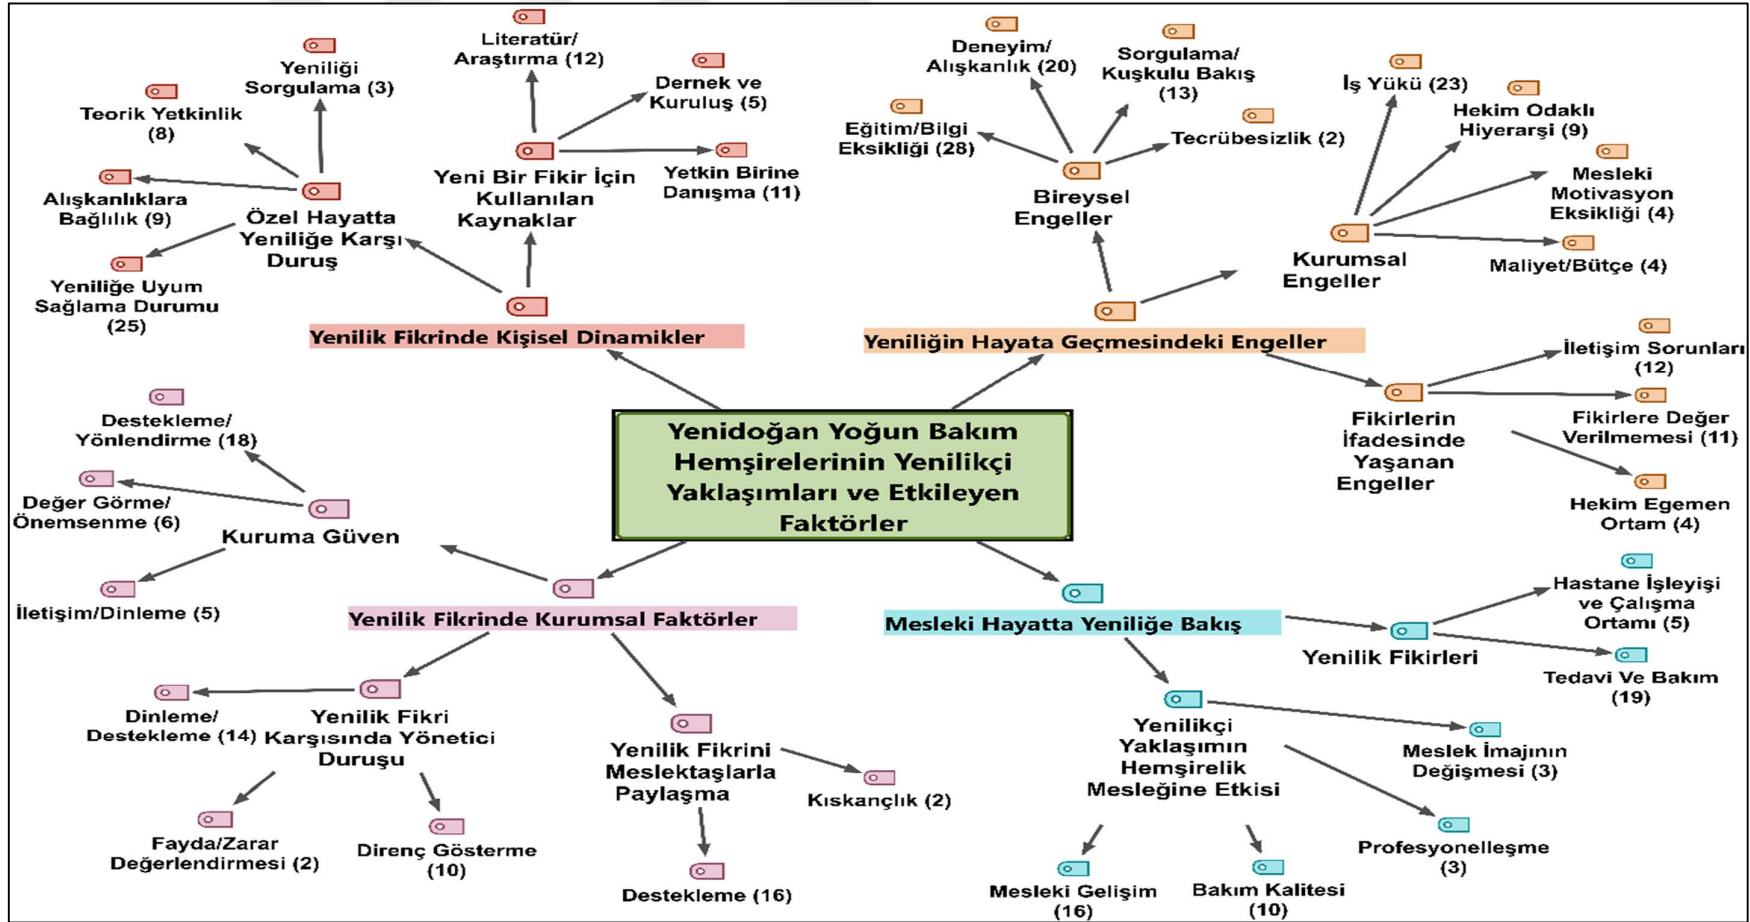 Literatür/
Araştırma (12)
Yeniliği
Sorgulama (3)
Dernek ve
Kuruluş (5)
Teorik Yetkinlik
(8)
Yetkin Birine
Danışma (11)
Yeni Bir Fikir İçin
Kullanılan
Kaynaklar
Alışkanlıklara
Bağlılık (9)
Özel Hayatta
Yeniliğe Karşı
Duruş
Yeniliğe Uyum
Sağlama Durumu
(25)
Yenilik Fikrinde Kişisel Dinamikler
Deneyim/
Alışkanlık (20)
Sorgulama/
Kuşkulu Bakış
(13)
Eğitim/Bilgi
Eksikliği (28)
Tecrübesizlik (2)
Bireysel
Engeller
İş Yükü (23)
Hekim Odaklı
Hiyerarşi (9)
Mesleki
Motivasyon
Eksikliği (4)
Maliyet/Bütçe (4)
Kurumsal
Engeller
Yeniliğin Hayata Geçmesindeki Engeller
İletişim Sorunları
(12)
Fikirlere Değer
Verilmemesi (11)
Fikirlerin
İfadesinde
Yaşanan
Engeller
Hekim Egemen
Ortam (4)
Yenidoğan Yoğun Bakım
Hemşirelerinin Yenilikçi
Yaklaşımları ve Etkileyen
Faktörler
Destekleme/
Yönlendirme (18)
Değer Görme/
Önemsenme (6)
Kuruma Güven
İletişim/Dinleme (5)
Yenilik Fikrinde Kurumsal Faktörler
Dinleme/
Destekleme (14)
Yenilik Fikri
Karşısında Yönetici
Duruşu
Fayda/Zarar
Değerlendirmesi (2)
Direnç Gösterme
(10)
Yenilik Fikrini
Meslektaşlarla
Paylaşma
Kıskançlık (2)
Destekleme (16)
Mesleki Hayatta Yeniliğe Bakış
Hastane İşleyişi
ve Çalışma
Ortamı (5)
Yenilik Fikirleri
Tedavi Ve Bakım
(19)
Yenilikçi
Yaklaşımın
Hemşirelik
Mesleğine Etkisi
Meslek İmajının
Değişmesi (3)
Profesyonelleşme
(3)
Mesleki Gelişim
(16)
Bakım Kalitesi
(10)